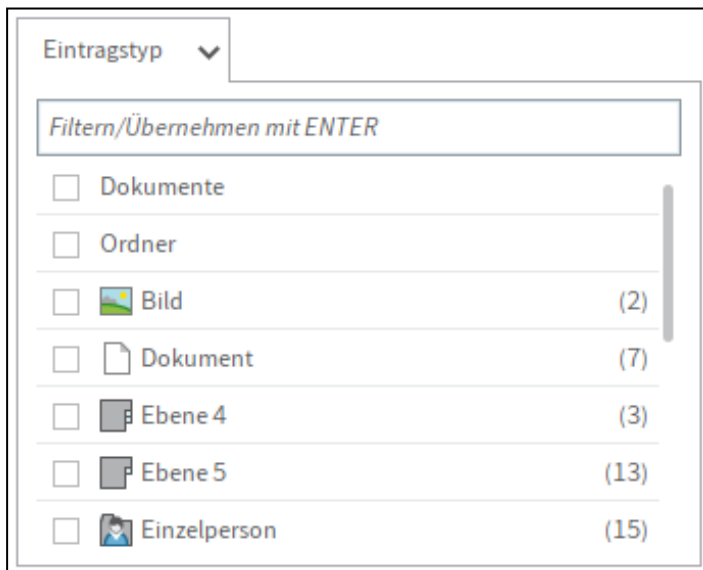 Eintragstyp
Filtern/Übernehmen mit ENTER
Dokumente
Ordner
Bild (2)
Dokument (7)
Ebene 4 (3)
Ebene 5 (13)
Einzelperson (15)